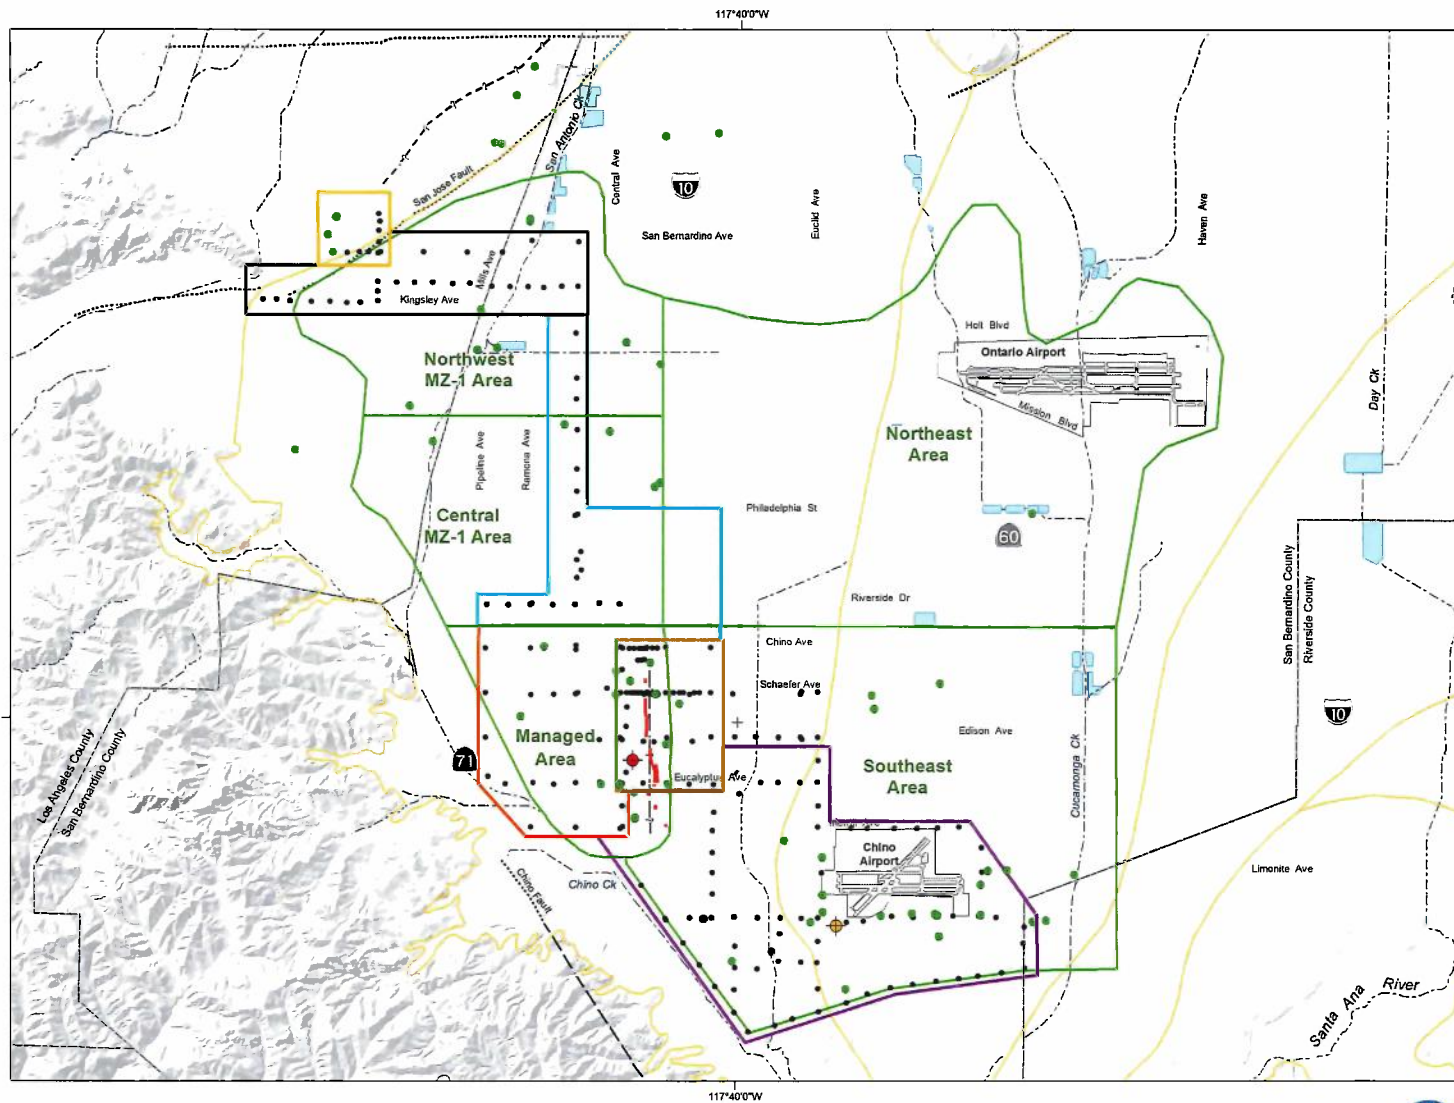 117°40'0"W
San Antonio Ck
San Jose Fault
Central Ave
10
Euclid Ave
Haven Ave
San Bernardino Ave
Mills Ave
Kingsley Ave
Holt Blvd
Ontario Airport
Northwest
MZ-1 Area
Mission Blvd
Day Ck
Northeast
Area
Pipeline Ave
Ramona Ave
Central
MZ-1 Area
Philadelphia St
60
Riverside Dr
San Bernardino County
Riverside County
Chino Ave
Schaefer Ave
Edison Ave
10
Managed
Area
71
Los Angeles County
San Bernardino County
Eucalyptus Ave
Southeast
Area
Cucamonga Ck
Chino
Airport
Limonite Ave
Chino Ck
Chino Fault
Santa Ana River
117°40'0"W